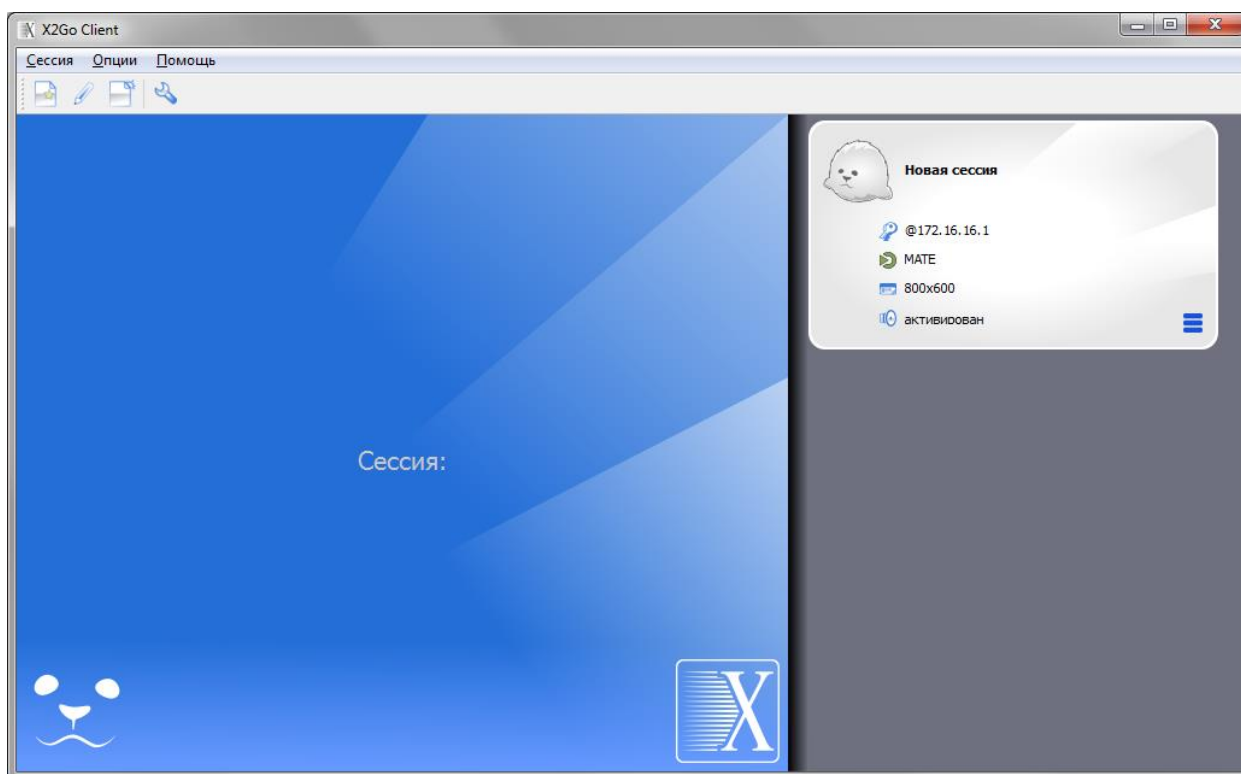 X2Go Client
Сессия Опции Помощь
Новая сессия
@172.16.16.1
MATE
800x600
активирован
Сессия:
X